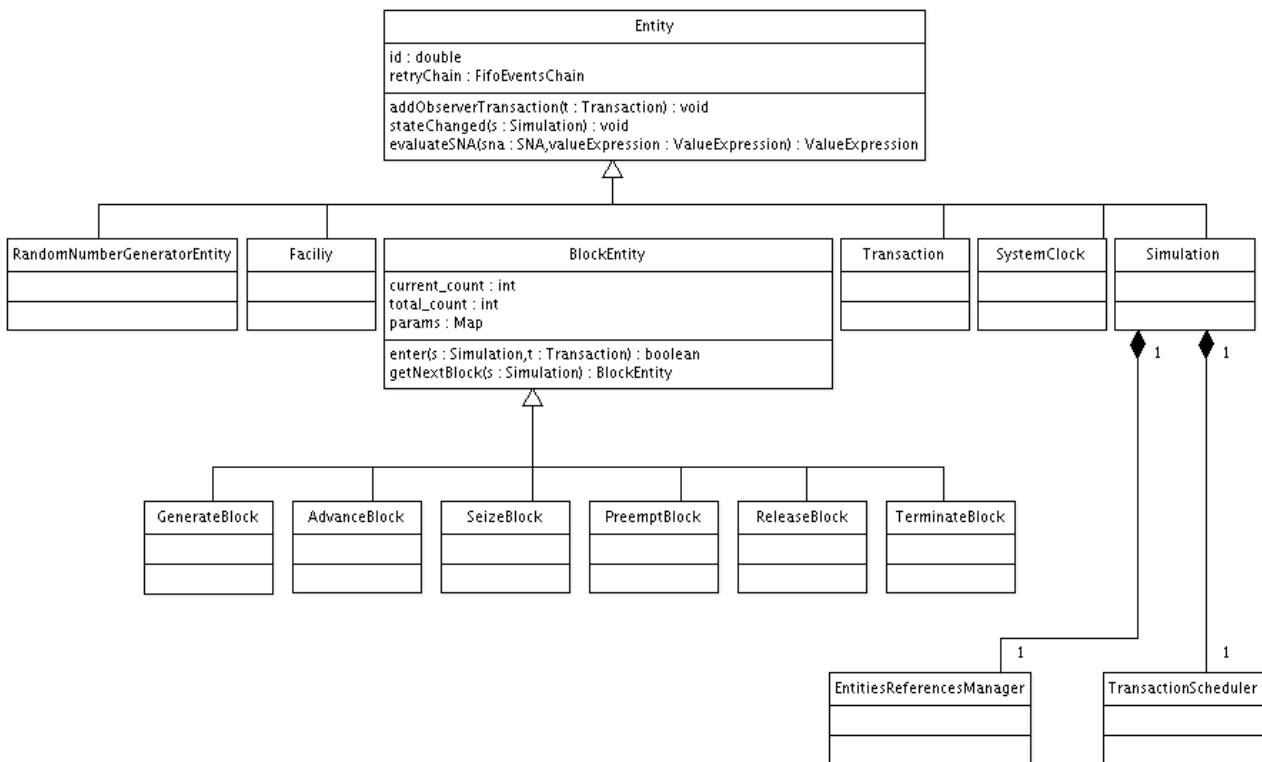 Entity
id : double
retryChain : FifoEventsChain
addObserverTransaction(t : Transaction) : void
stateChanged(s : Simulation) : void
evaluateSNA(sna : SNA,valueExpression : ValueExpression) : ValueExpression
RandomNumberGeneratorEntity
Faciliy
BlockEntity
Transaction
SystemClock
Simulation
current_count : int
total_count : int
params : Map
enter(s : Simulation,t : Transaction) : boolean
getNextBlock(s : Simulation) : BlockEntity
1
1
GenerateBlock
AdvanceBlock
SeizeBlock
PreemptBlock
ReleaseBlock
TerminateBlock
1
1
EntitiesReferencesManager
TransactionScheduler